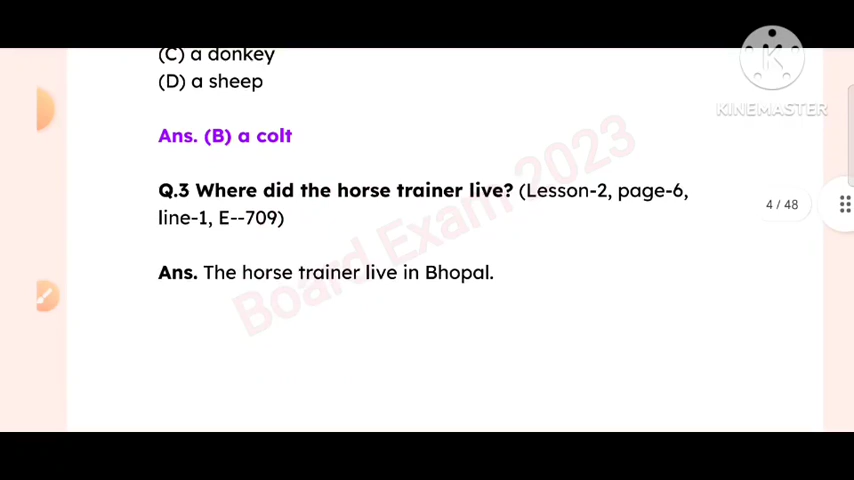 (C) a donkey
(D) a sheep
KINEMASTER
Ans. (B) a colt
Q.3 Where did the horse trainer live? (Lesson-2, page-6,
line-1, E--709)
4 / 48
Ans. The horse trainer live in Bhopal.
Board Exam 2023